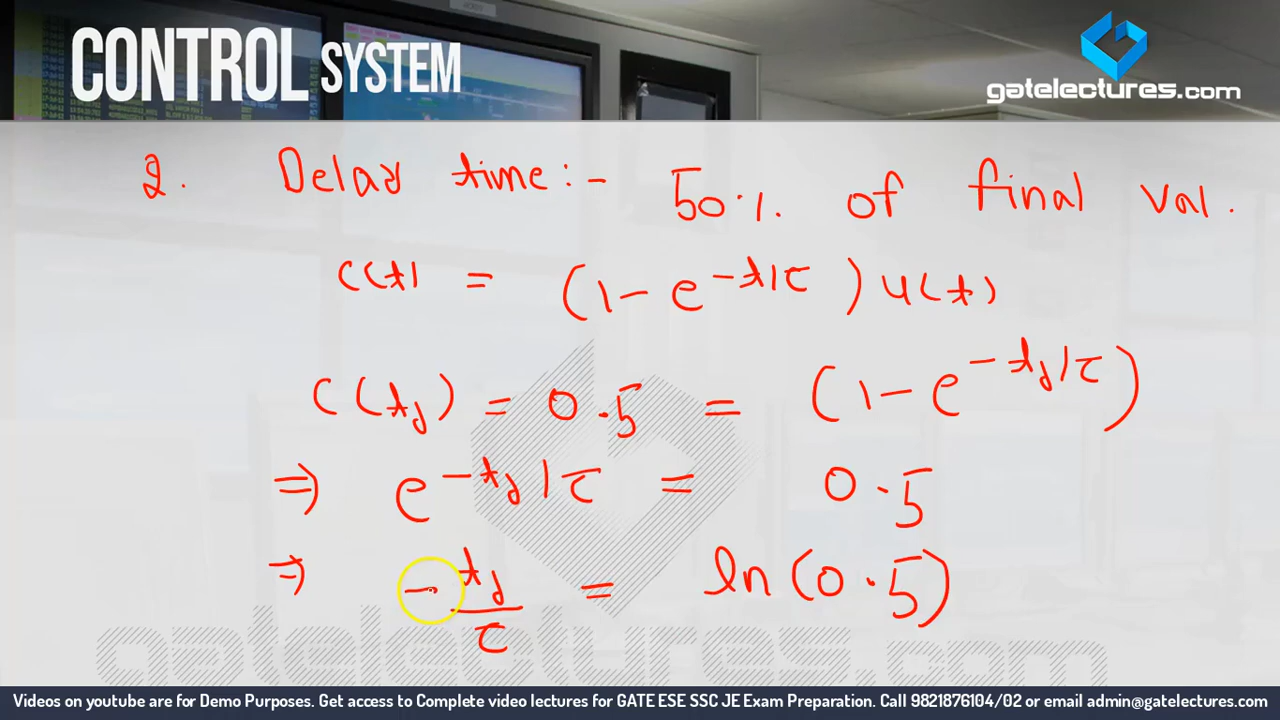 CONTROL SYSTEM
gatelectures.com
2. Delay time:- 50%. of final val.
c(t) = (1-e^-t/τ) u(t)
c(t_d) = 0.5 = (1-e^-t_d/τ)
⇒ e^-t_d/τ = 0.5
⇒ -t_d/τ = ln(0.5)
gatelectures.com
Videos on youtube are for Demo Purposes. Get access to Complete video lectures for GATE ESE SSC JE Exam Preparation. Call 9821876104/02 or email admin@gatelectures.com